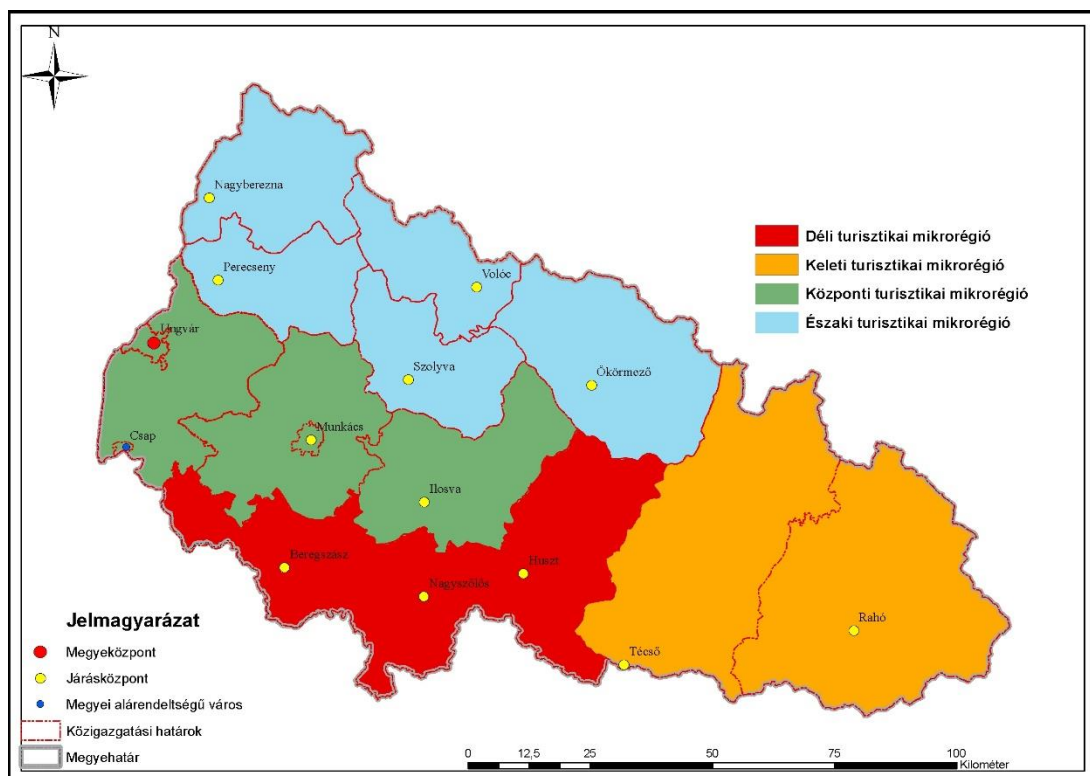 N
Nagyberezna
Perecseny
Volóc
Ungvár
Szolyva
Ökörmező
Csap
Munkács
Ilosva
Beregszász
Nagyszőlős
Huszt
Técső
Rahó
Déli turisztikai mikrorégió
Keleti turisztikai mikrorégió
Központi turisztikai mikrorégió
Északi turisztikai mikrorégió
Jelmagyarázat
Megyeközpont
Járásközpont
Megyei alárendeltségű város
Közigazgatási határok
Megyehatár
0 12,5 25 50 75 100
Kilométer